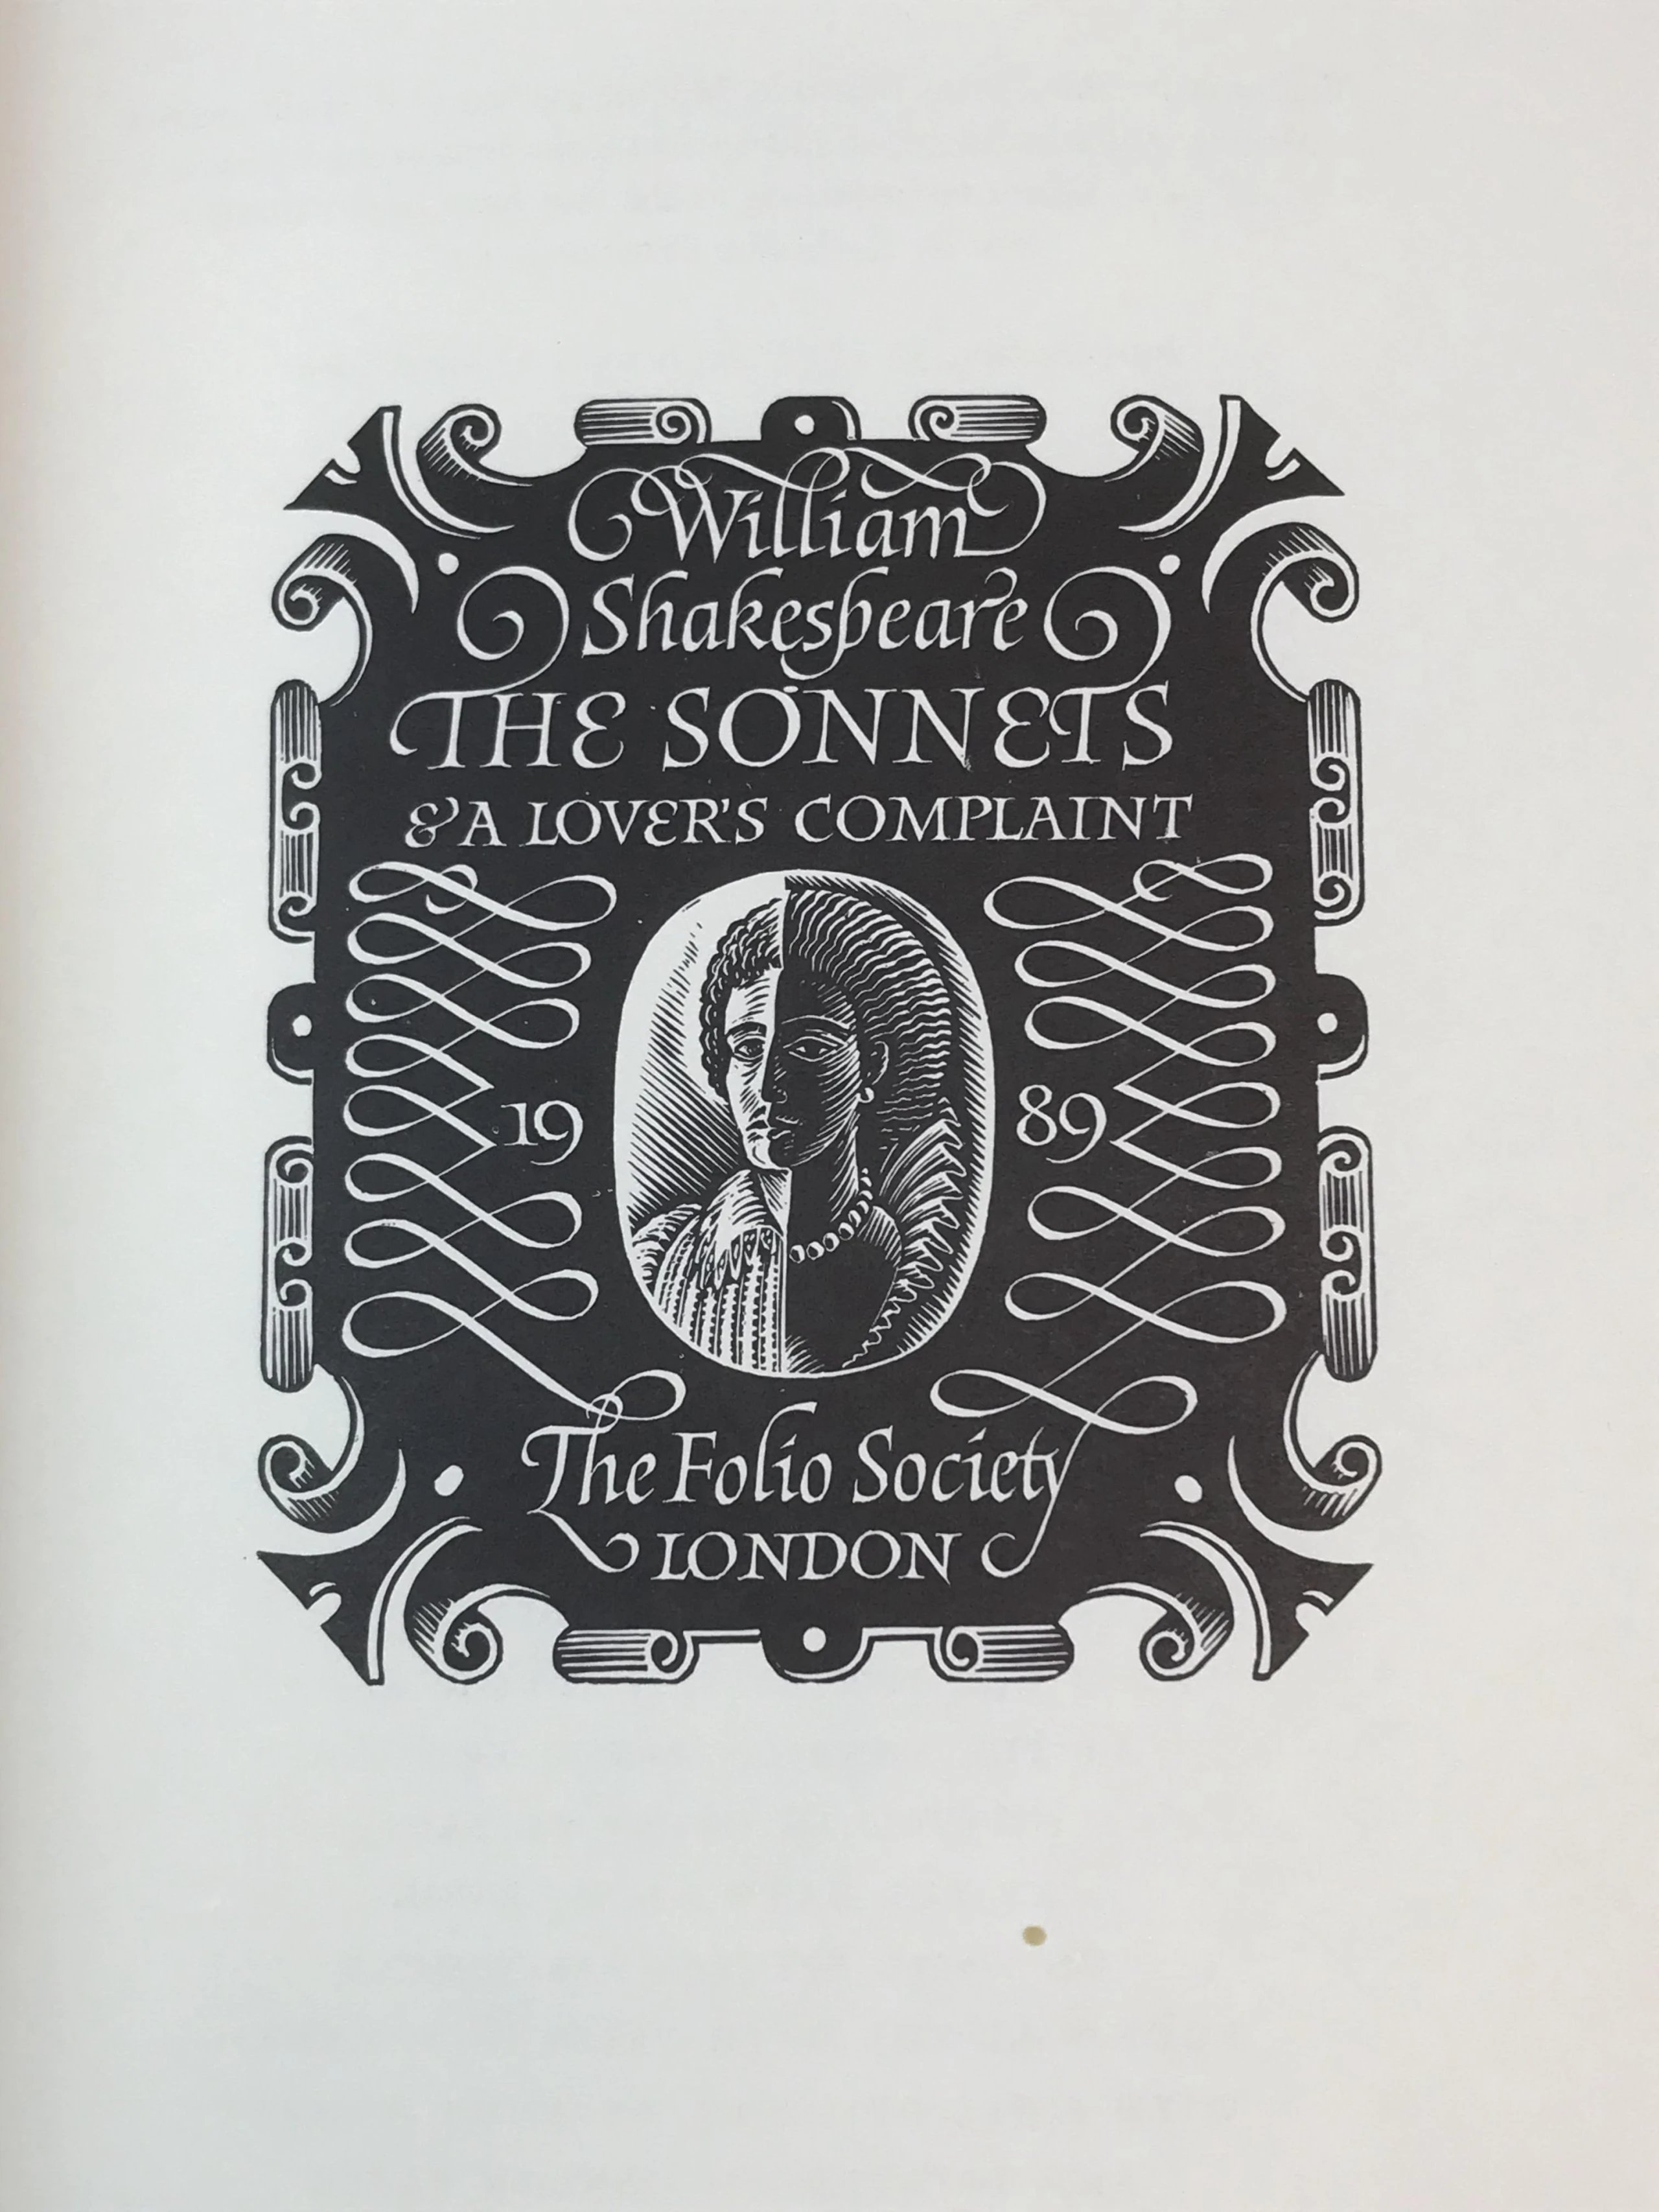 William
Shakespeare
THE SONNETS
& A LOVER'S COMPLAINT
19 89
The Folio Society
LONDON